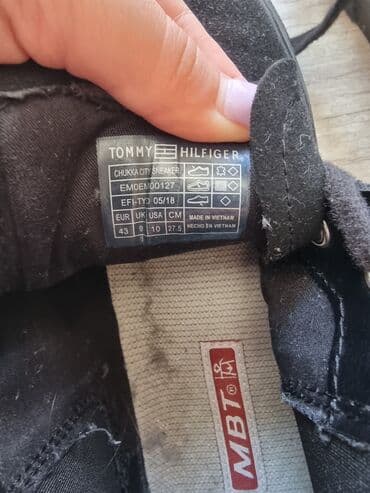 TOMMY HILFIGER
CHUKKA CITY SNEAKER
EM0EM00127
EFI-TYO 05/18
EUR UK USA CM
43 9 10 27.5
MADE IN VIETNAM
HECHO EN VIETNAM
MBT®